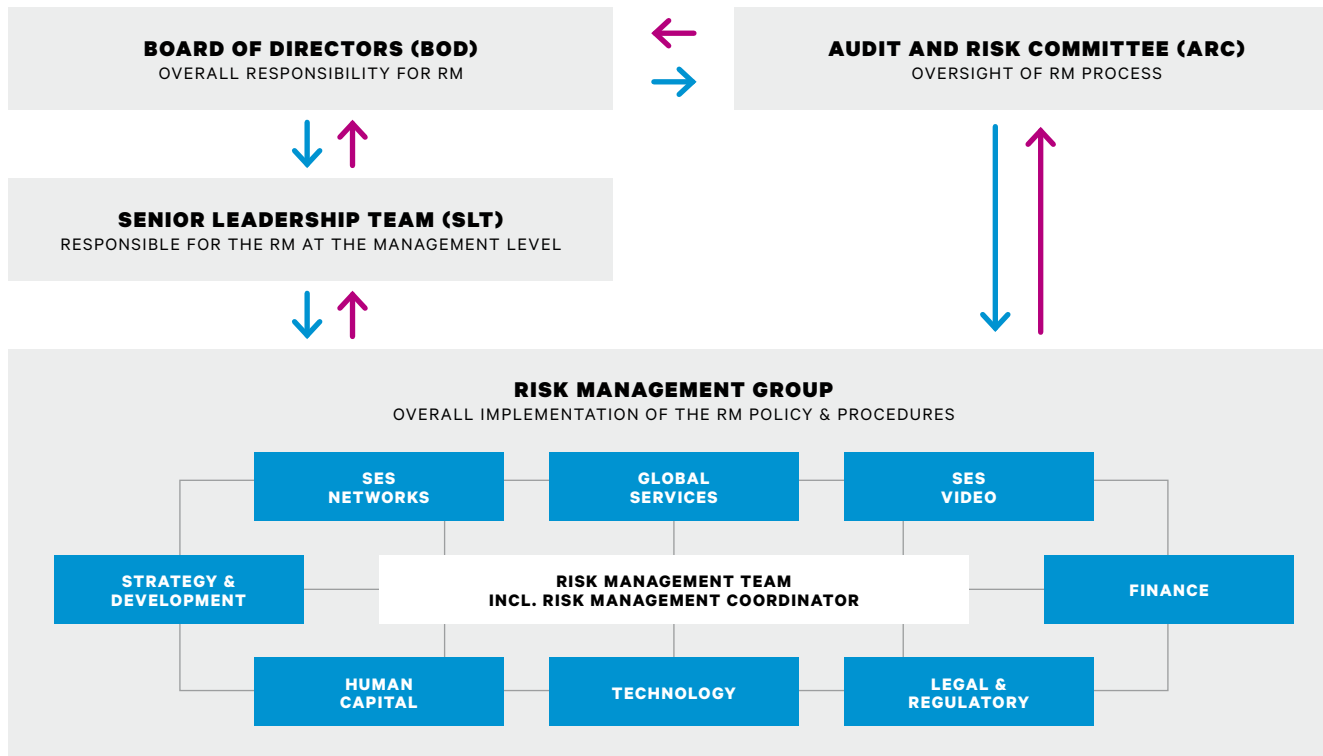 BOARD OF DIRECTORS (BOD)
OVERALL RESPONSIBILITY FOR RM
AUDIT AND RISK COMMITTEE (ARC)
OVERSIGHT OF RM PROCESS
SENIOR LEADERSHIP TEAM (SLT)
RESPONSIBLE FOR THE RM AT THE MANAGEMENT LEVEL
RISK MANAGEMENT GROUP
OVERALL IMPLEMENTATION OF THE RM POLICY & PROCEDURES
SES
NETWORKS
GLOBAL
SERVICES
SES
VIDEO
STRATEGY &
DEVELOPMENT
RISK MANAGEMENT TEAM
INCL. RISK MANAGEMENT COORDINATOR
FINANCE
HUMAN
CAPITAL
TECHNOLOGY
LEGAL &
REGULATORY